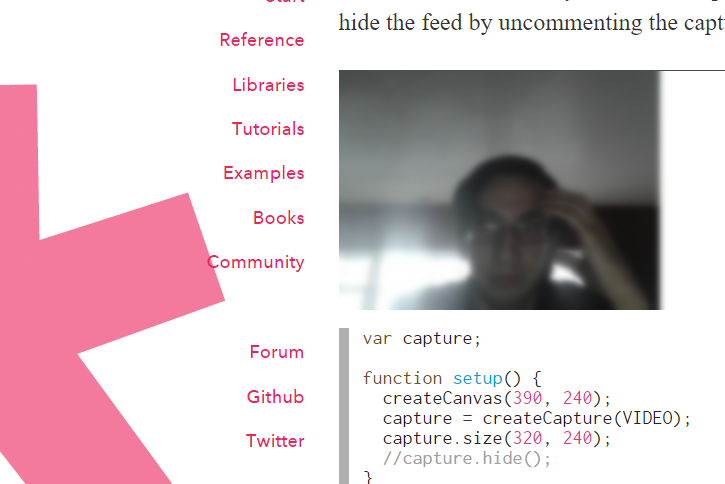 Start
Reference
Libraries
Tutorials
Examples
Books
Community
Forum
Github
Twitter
hide the feed by uncommenting the capt
var capture;
function setup() {
createCanvas(390, 240);
capture = createCapture(VIDEO);
capture.size(320, 240);
//capture.hide();
}